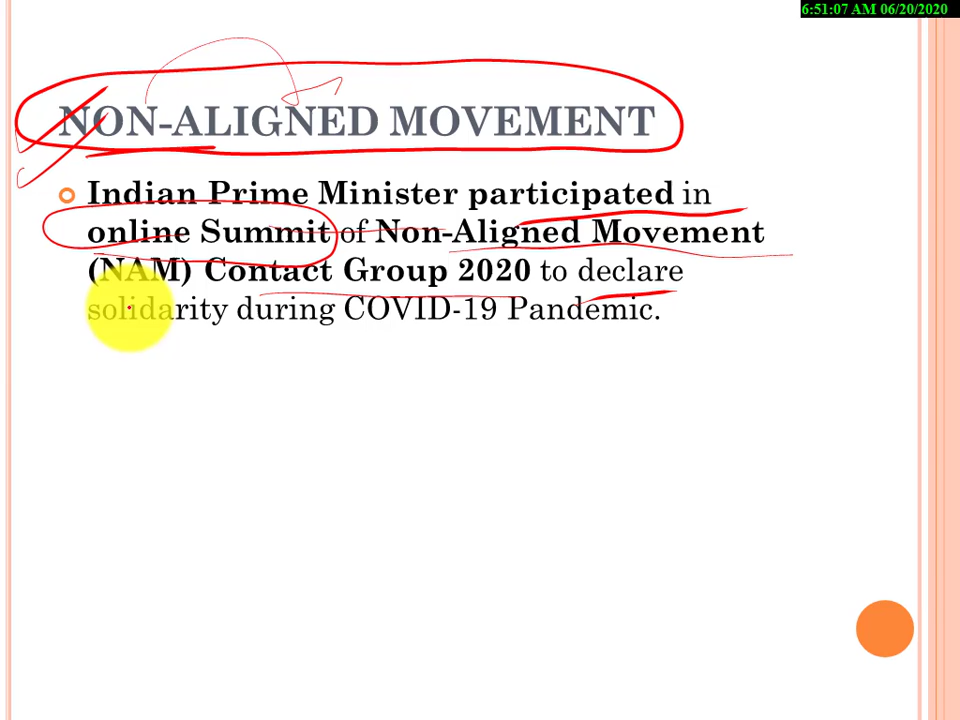 6:51:07 AM 06/20/2020
NON-ALIGNED MOVEMENT
Indian Prime Minister participated in
online Summit of Non-Aligned Movement
(NAM) Contact Group 2020 to declare
solidarity during COVID-19 Pandemic.